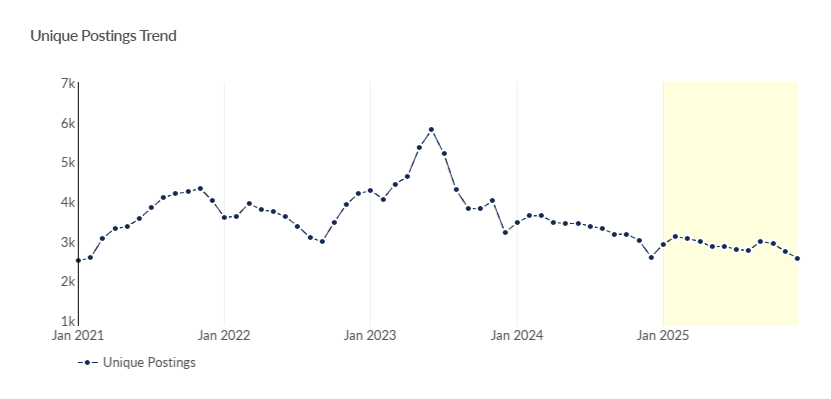 Unique Postings Trend
7k
6k
5k
4k
3k
2k
1k
Jan 2021 Jan 2022 Jan 2023 Jan 2024 Jan 2025
Unique Postings